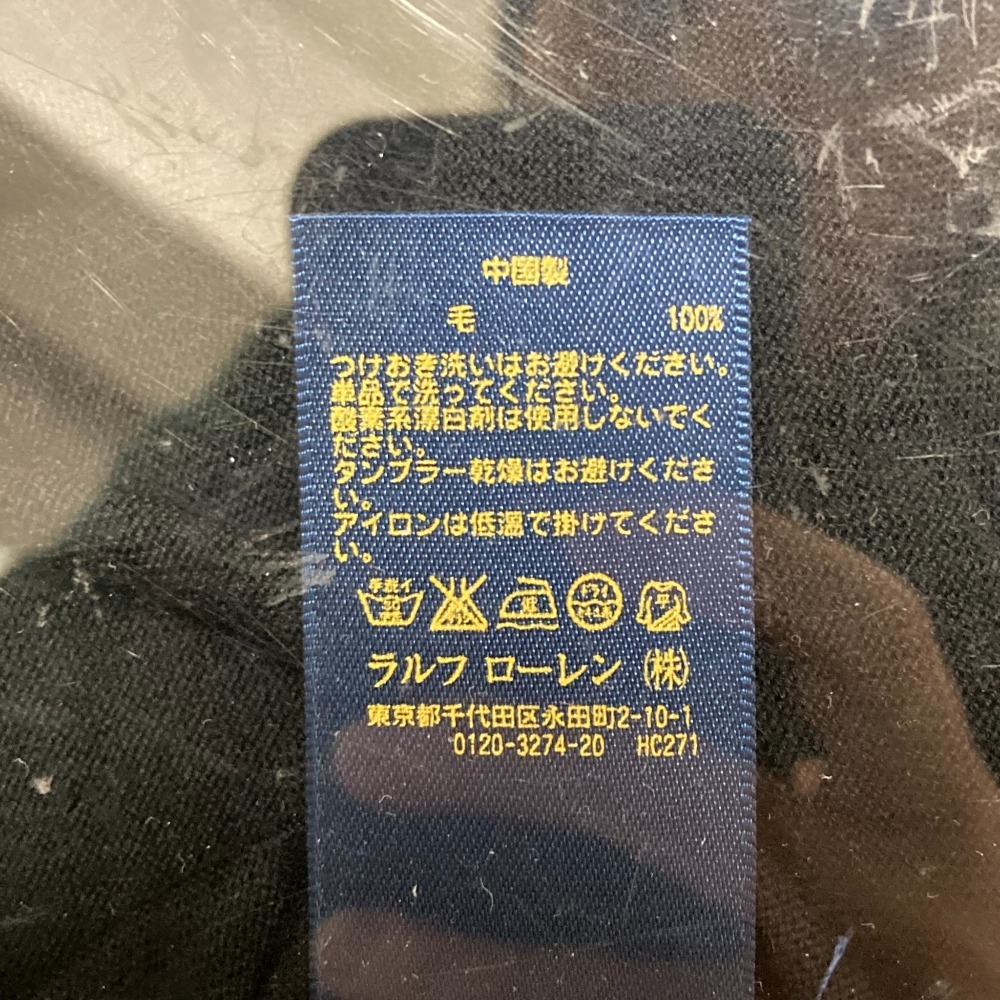 中国製
毛 100%
つけおき洗いはお避けください。
単品で洗ってください。
酸素系漂白剤は使用しないでく
ださい。
タンブラー乾燥はお避けくださ
い。
アイロンは低温で掛けてくださ
い。
手洗イ
ラルフ ローレン (株)
東京都千代田区永田町2-10-1
0120-3274-20 HC271